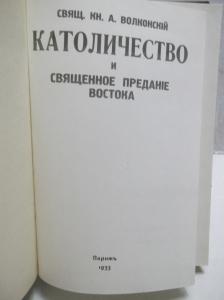 СВЯЩ. КН. А. ВОЛКОНСКІЙ
КАТОЛИЧЕСТВО
И
СВЯЩЕННОЕ ПРЕДАНІЕ
ВОСТОКА
Парижъ
1933